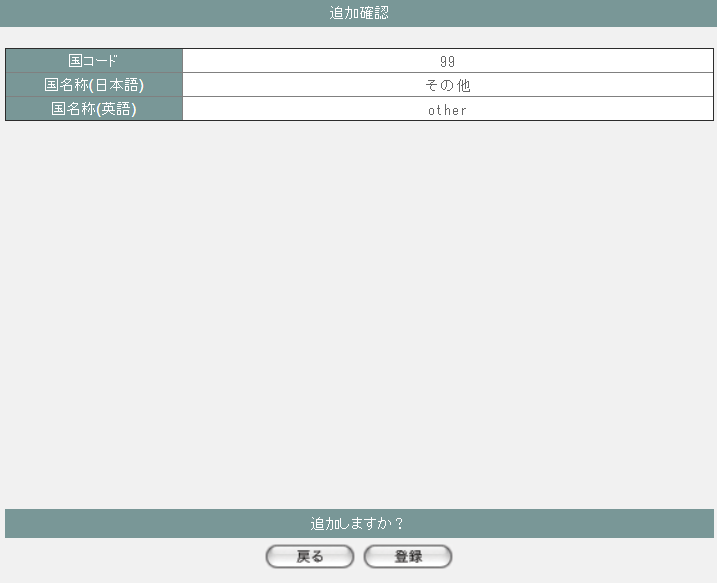 追加確認
国コード 99
国名称(日本語) その他
国名称(英語) other
追加しますか？
戻る 登録